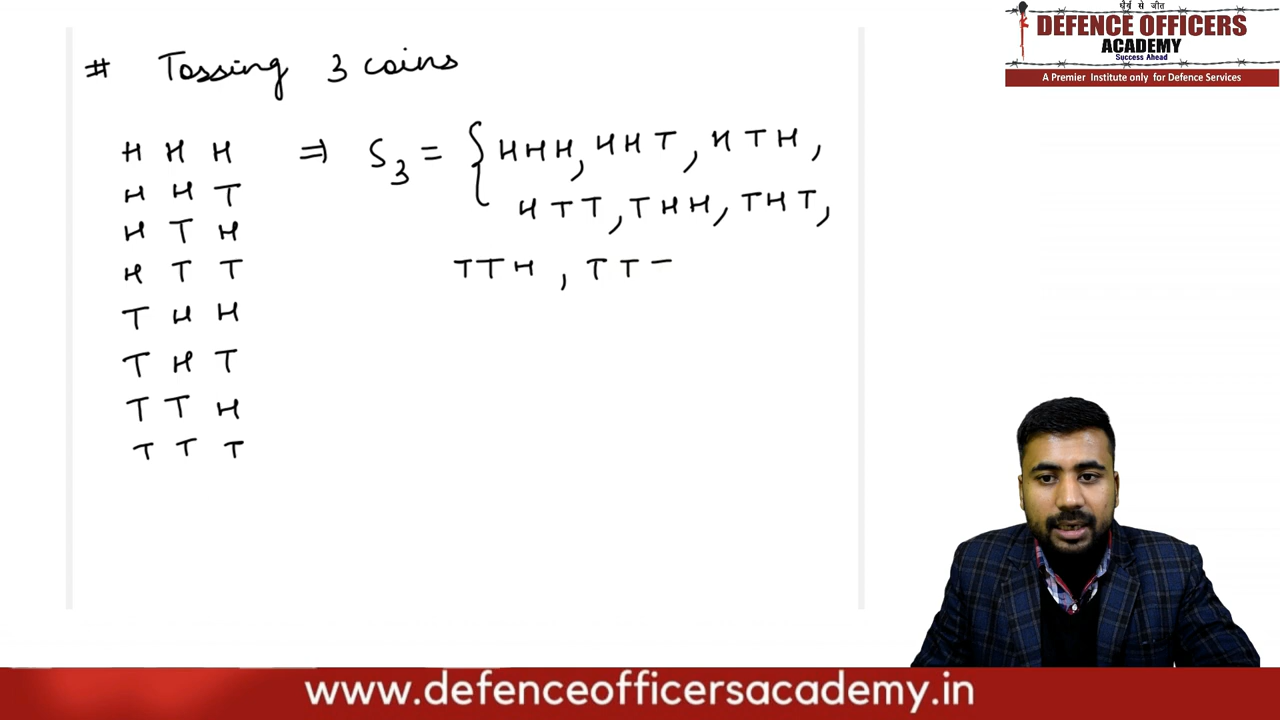 # Tossing 3 coins
H H H ⇒ S3 = { HHH, HHT, HTH,
H H T
H T H HTT, THH, THT,
H T T TTH, TT
T H H
T H T
T T H
T T T
धैर्य से जीत
DEFENCE OFFICERS
ACADEMY
Success Ahead
A Premier Institute only for Defence Services
www.defenceofficersacademy.in